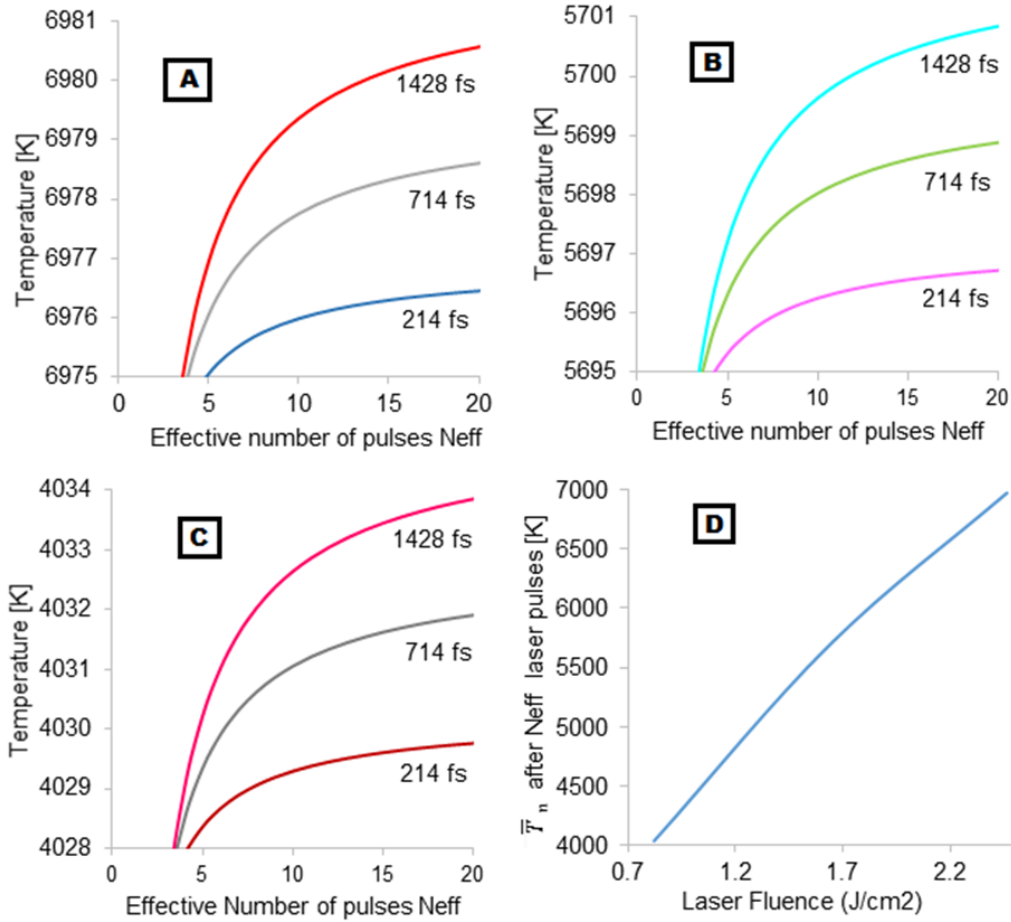 A
Temperature [K]
6981
6980
6979
6978
6977
6976
6975
1428 fs
714 fs
214 fs
0 5 10 15 20
Effective number of pulses Neff
B
Temperature [K]
5701
5700
5699
5698
5697
5696
5695
1428 fs
714 fs
214 fs
0 5 10 15 20
Effective number of pulses Neff
C
Temperature [K]
4034
4033
4032
4031
4030
4029
4028
1428 fs
714 fs
214 fs
0 5 10 15 20
Effective Number of pulses Neff
D
T̅ n after Neff laser pulses [K]
7000
6500
6000
5500
5000
4500
4000
0.7 1.2 1.7 2.2
Laser Fluence (J/cm2)